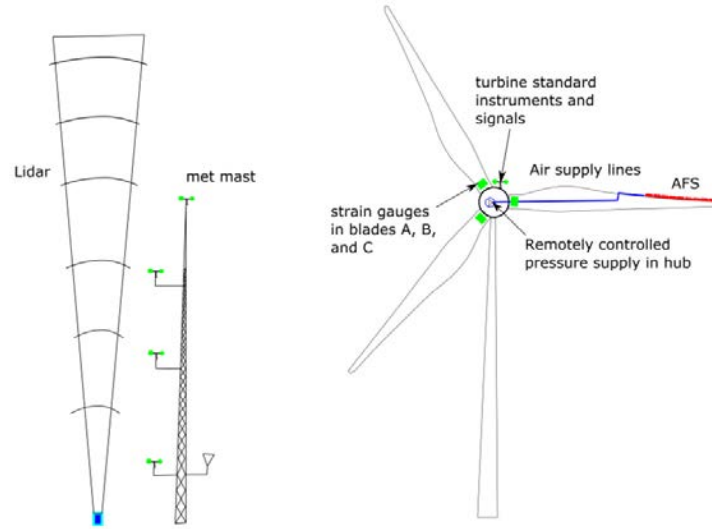 Lidar
met mast
turbine standard
instruments and
signals
Air supply lines
AFS
strain gauges
in blades A, B,
and C
Remotely controlled
pressure supply in hub